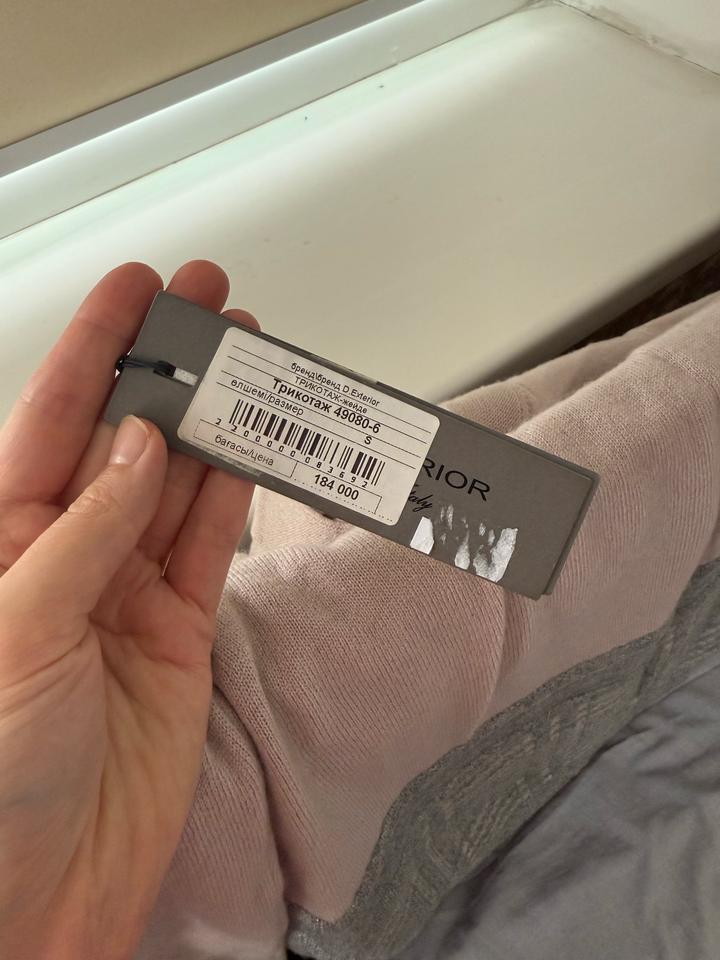 бренд\бренд D.Exterior
ТРИКОТАЖ-жейде
Трикотаж 49080-6
өлшемі/размер
S
2200000083692
бағасы/цена
184 000
RIOR
Italy